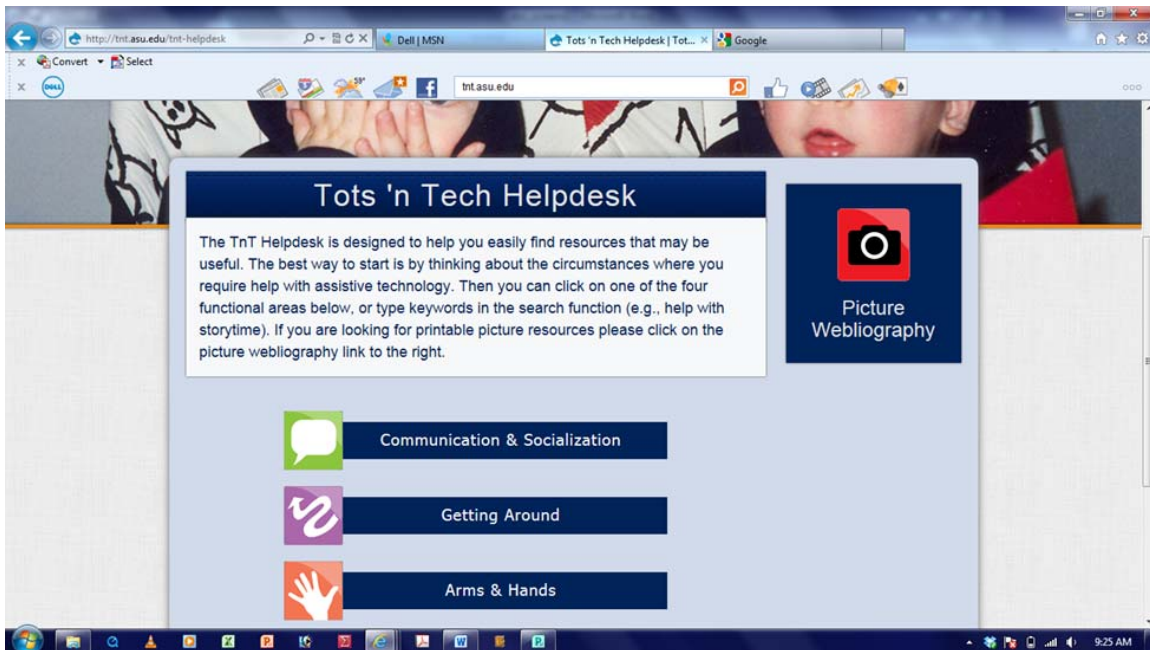 http://tnt.asu.edu/tnt-helpdesk
Dell | MSN
Tots 'n Tech Helpdesk | Tot...
Google
x Convert Select
x DELL
53°
tnt.asu.edu
Tots 'n Tech Helpdesk
The TnT Helpdesk is designed to help you easily find resources that may be
useful. The best way to start is by thinking about the circumstances where you
require help with assistive technology. Then you can click on one of the four
functional areas below, or type keywords in the search function (e.g., help with
storytime). If you are looking for printable picture resources please click on the
picture webliography link to the right.
Picture
Webliography
Communication & Socialization
Getting Around
Arms & Hands
9:25 AM